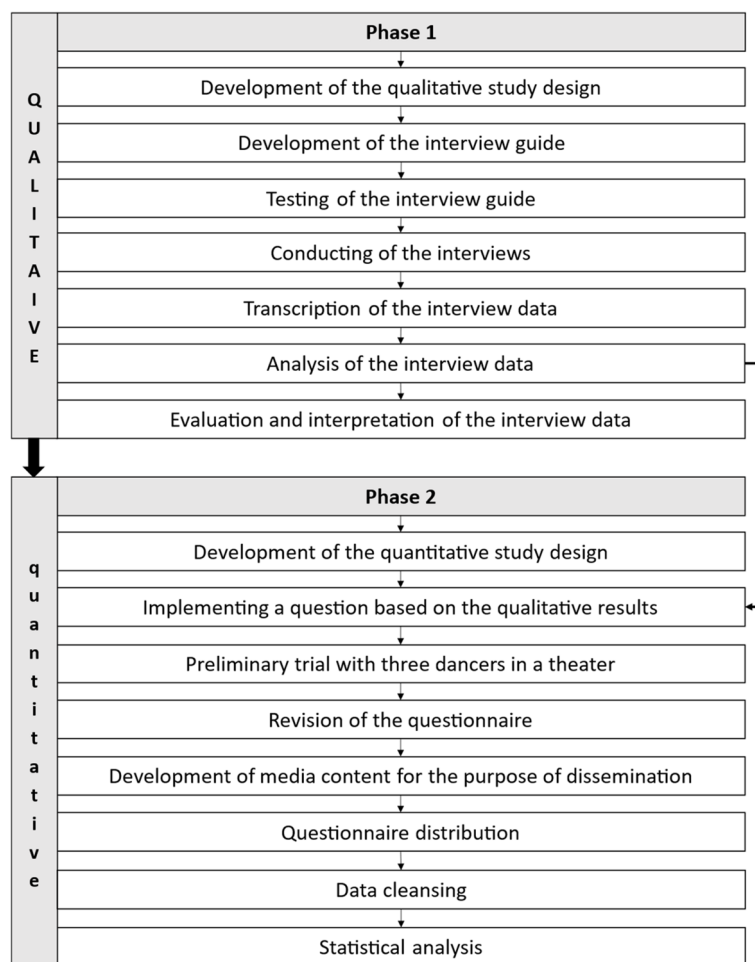 QUALITAIVE
Phase 1
Development of the qualitative study design
Development of the interview guide
Testing of the interview guide
Conducting of the interviews
Transcription of the interview data
Analysis of the interview data
Evaluation and interpretation of the interview data
quantitative
Phase 2
Development of the quantitative study design
Implementing a question based on the qualitative results
Preliminary trial with three dancers in a theater
Revision of the questionnaire
Development of media content for the purpose of dissemination
Questionnaire distribution
Data cleansing
Statistical analysis